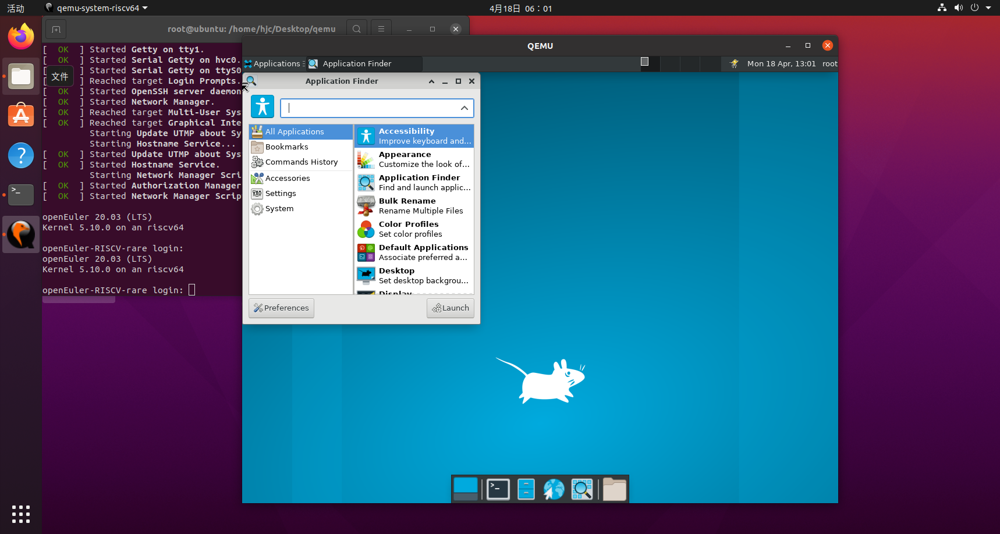 活动
qemu-system-riscv64
4月18日 06：01
root@ubuntu: /home/hjc/Desktop/qemu
[  OK  ] Started Getty on tty1.
[  OK  ] Started Serial Getty on hvc0.
[  OK  ] Started Serial Getty on ttyS0
[  OK  ] Reached target Login Prompts.
[  OK  ] Started OpenSSH server daemon
[  OK  ] Started Network Manager.
[  OK  ] Reached target Multi-User Sys
[  OK  ] Reached target Graphical Inte
Starting Update UTMP about Sy
Starting Hostname Service...
[  OK  ] Started Update UTMP about Sys
[  OK  ] Started Hostname Service.
Starting Network Manager Scri
[  OK  ] Started Authorization Manager
[  OK  ] Started Network Manager Scrip
openEuler 20.03 (LTS)
Kernel 5.10.0 on an riscv64
openEuler-RISCV-rare login:
openEuler 20.03 (LTS)
Kernel 5.10.0 on an riscv64
openEuler-RISCV-rare login:
文件
QEMU
Applications
Application Finder
Mon 18 Apr, 13:01
root
Application Finder
All Applications
Bookmarks
Commands History
Accessories
Settings
System
Accessibility
Improve keyboard and...
Appearance
Customize the look of...
Application Finder
Find and launch applic...
Bulk Rename
Rename Multiple Files
Color Profiles
Set color profiles
Default Applications
Associate preferred a...
Desktop
Set desktop backgrou...
Display
Preferences
Launch